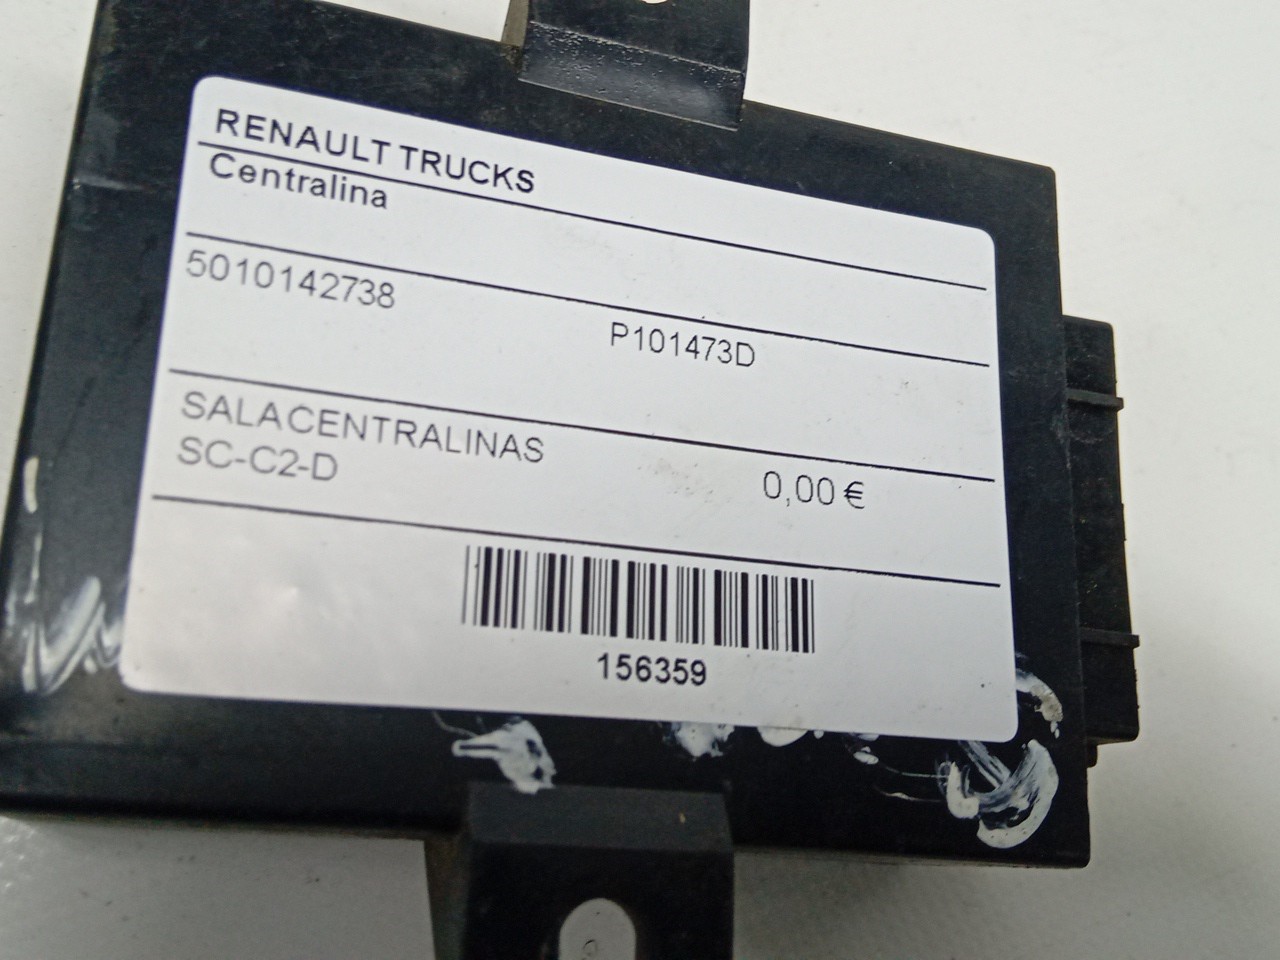 RENAULT TRUCKS
Centralina
5010142738
P101473D
SALACENTRALINAS
SC-C2-D
0,00 €
156359